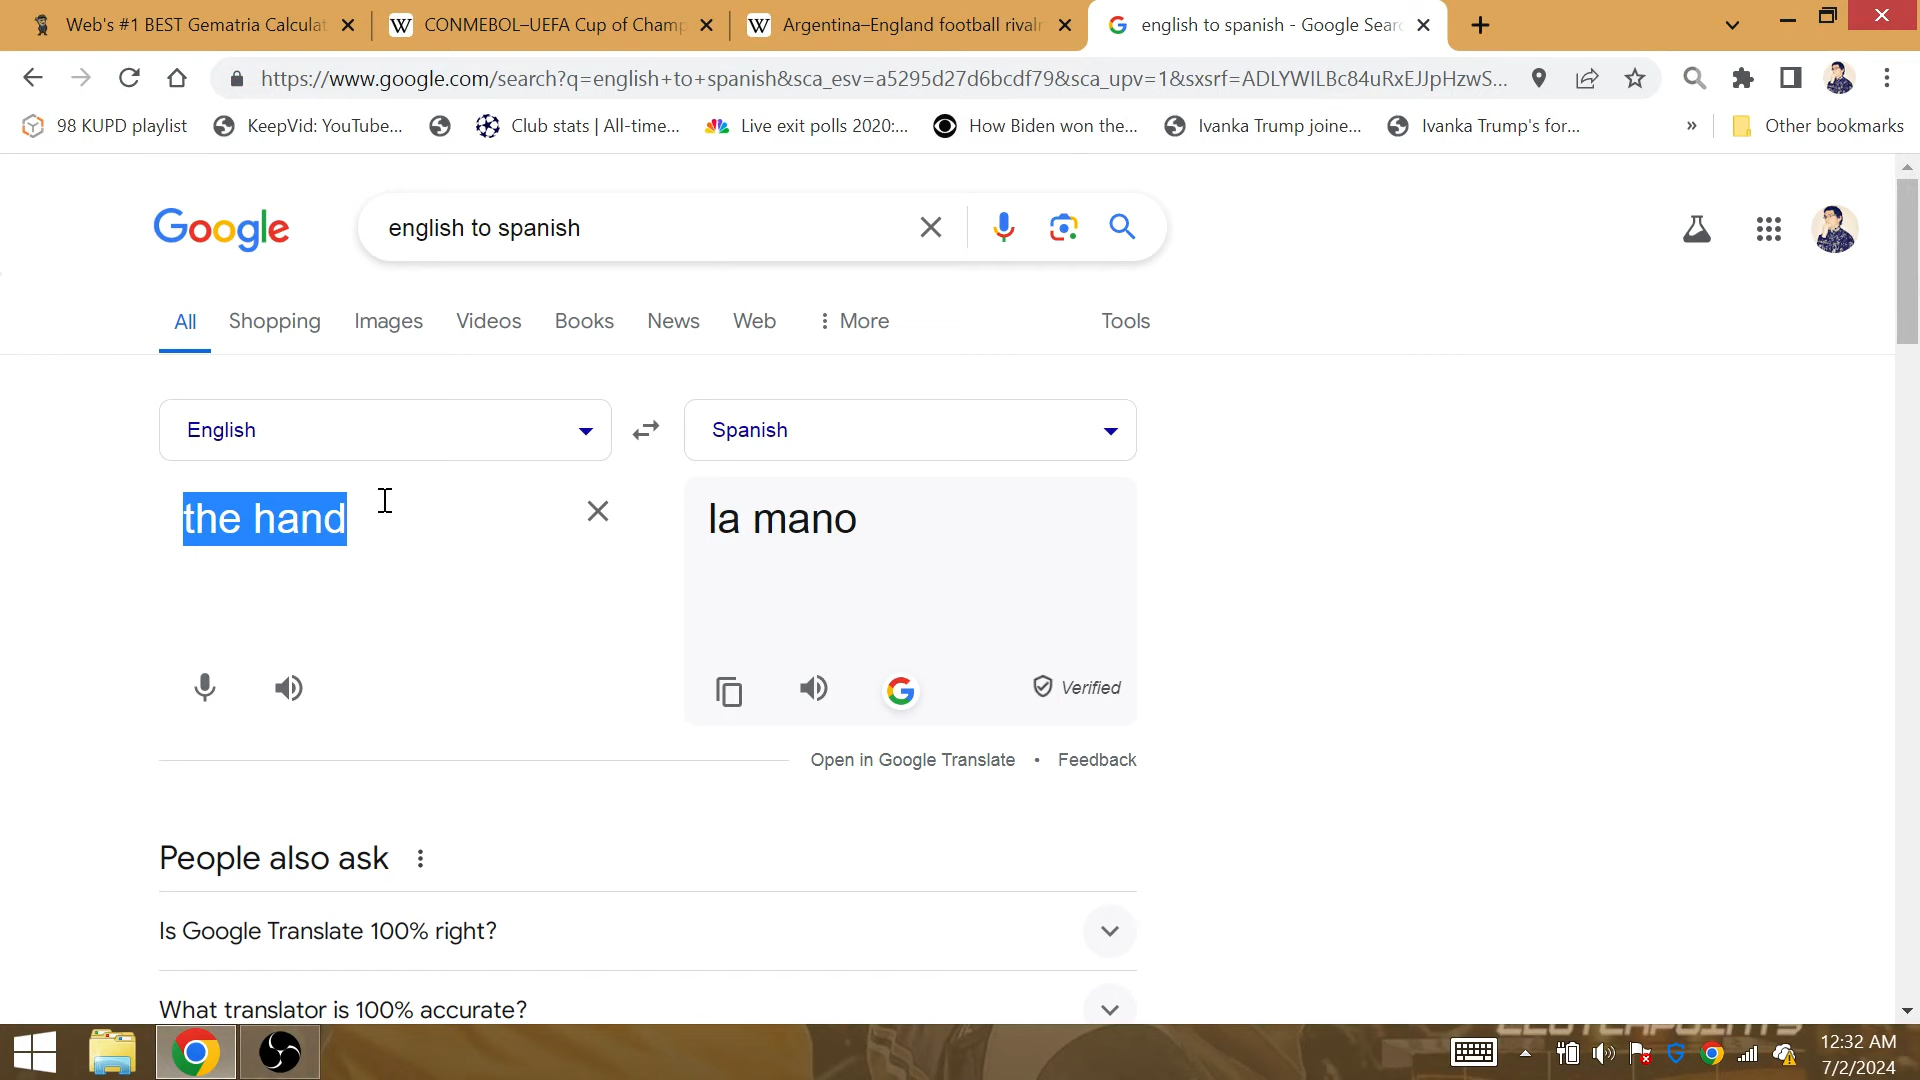 Web's #1 BEST Gematria Calculat
CONMEBOL–UEFA Cup of Champ
Argentina–England football rivalr
english to spanish - Google Searc
https://www.google.com/search?q=english+to+spanish&sca_esv=a5295d27d6bcdf79&sca_upv=1&sxsrf=ADLYWILBc84uRxEJJpHzwS...
98 KUPD playlist
KeepVid: YouTube...
Club stats | All-time...
Live exit polls 2020:...
How Biden won the...
Ivanka Trump joine...
Ivanka Trump's for...
»
Other bookmarks
Google
english to spanish
All
Shopping
Images
Videos
Books
News
Web
More
Tools
English
Spanish
the hand
la mano
Verified
Open in Google Translate • Feedback
People also ask
Is Google Translate 100% right?
What translator is 100% accurate?
12:32 AM
7/2/2024